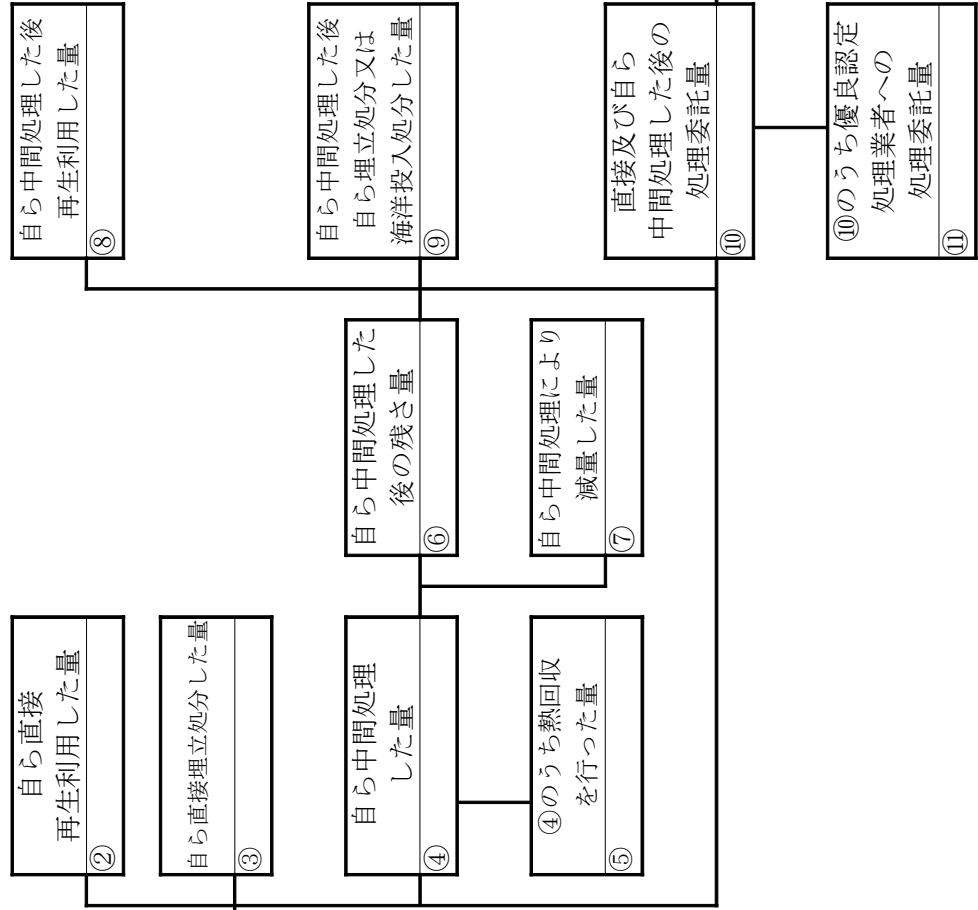 自ら直接
再生利用した量
②
自ら直接埋立処分した量
③
自ら中間処理
した量
④
④のうち熱回収
を行った量
⑤
自ら中間処理した
後の残さ量
⑥
自ら中間処理により
減量した量
⑦
自ら中間処理した後
再生利用した量
⑧
自ら中間処理した後
自ら埋立処分又は
海洋投入処分した量
⑨
直接及び自ら
中間処理した後の
処理委託量
⑩
⑩のうち優良認定
処理業者への
処理委託量
⑪